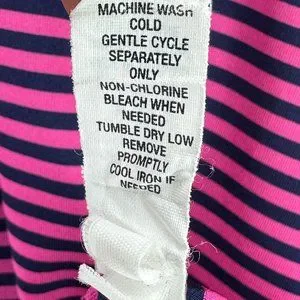 MACHINE WASH
COLD
GENTLE CYCLE
SEPARATELY
ONLY
NON-CHLORINE
BLEACH WHEN
NEEDED
TUMBLE DRY LOW
REMOVE
PROMPTLY
COOL IRON IF
NEEDED